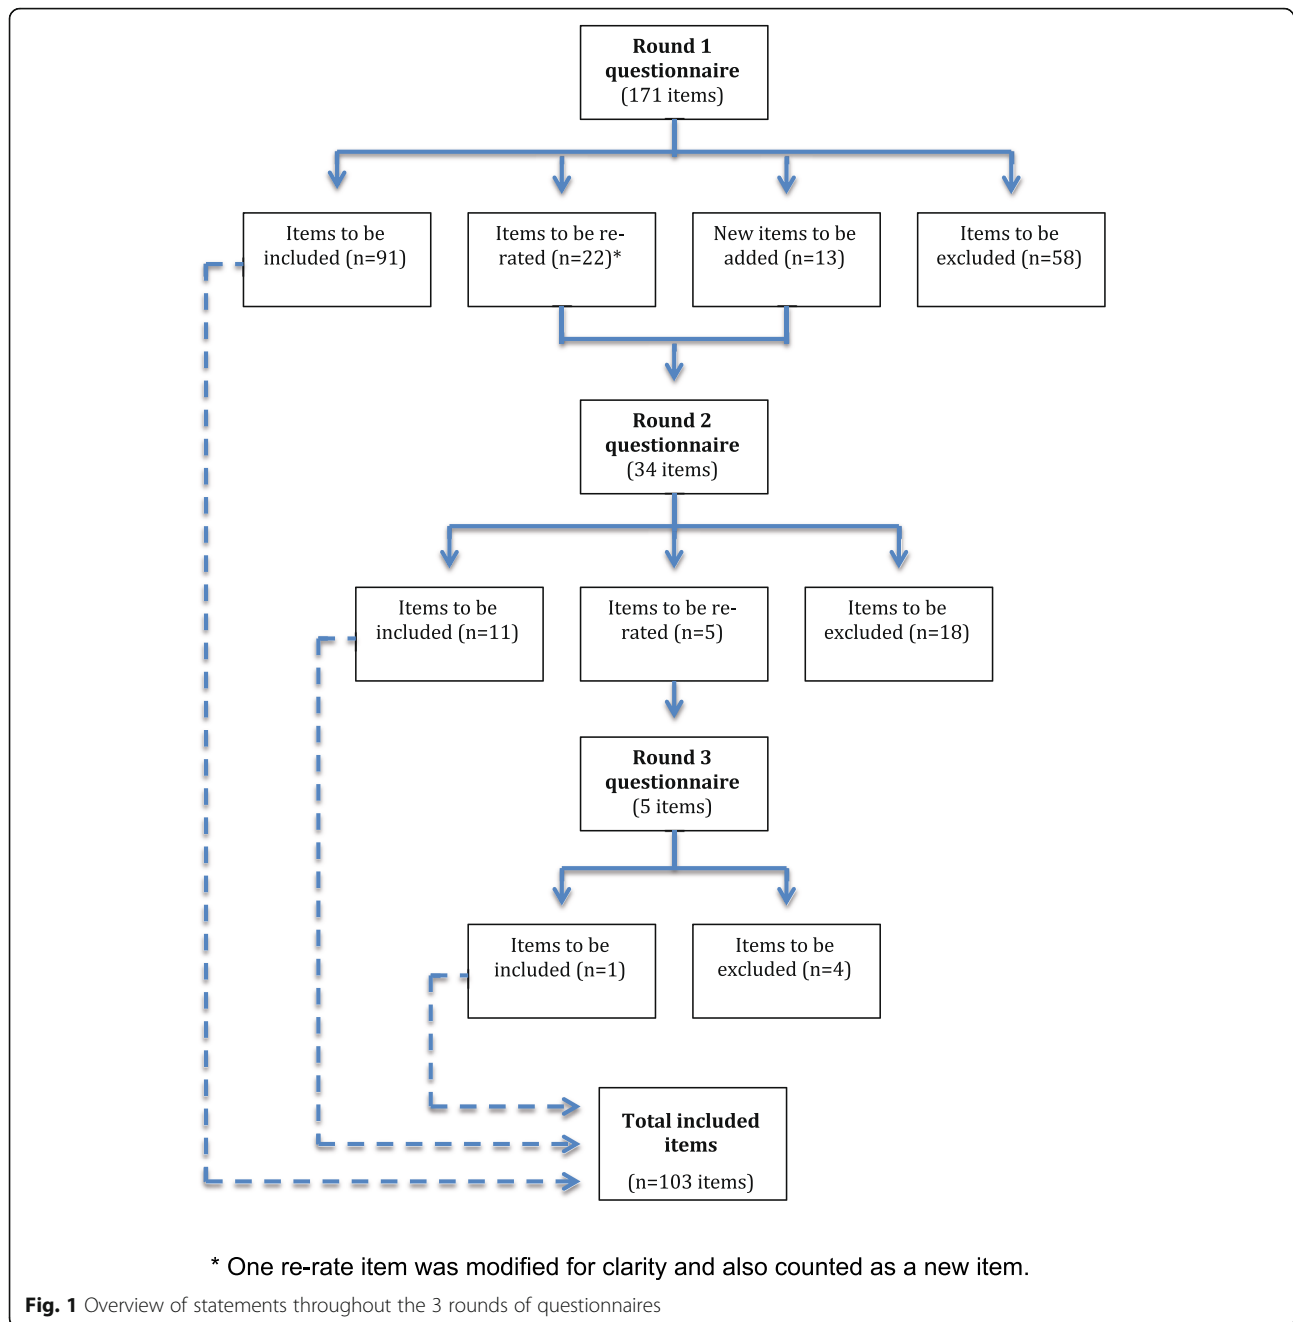 Round 1
questionnaire
(171 items)
Items to be
included (n=91)
Items to be re-
rated (n=22)*
New items to be
added (n=13)
Items to be
excluded (n=58)
Round 2
questionnaire
(34 items)
Items to be
included (n=11)
Items to be re-
rated (n=5)
Items to be
excluded (n=18)
Round 3
questionnaire
(5 items)
Items to be
included (n=1)
Items to be
excluded (n=4)
Total included
items
(n=103 items)
* One re-rate item was modified for clarity and also counted as a new item.
Fig. 1 Overview of statements throughout the 3 rounds of questionnaires